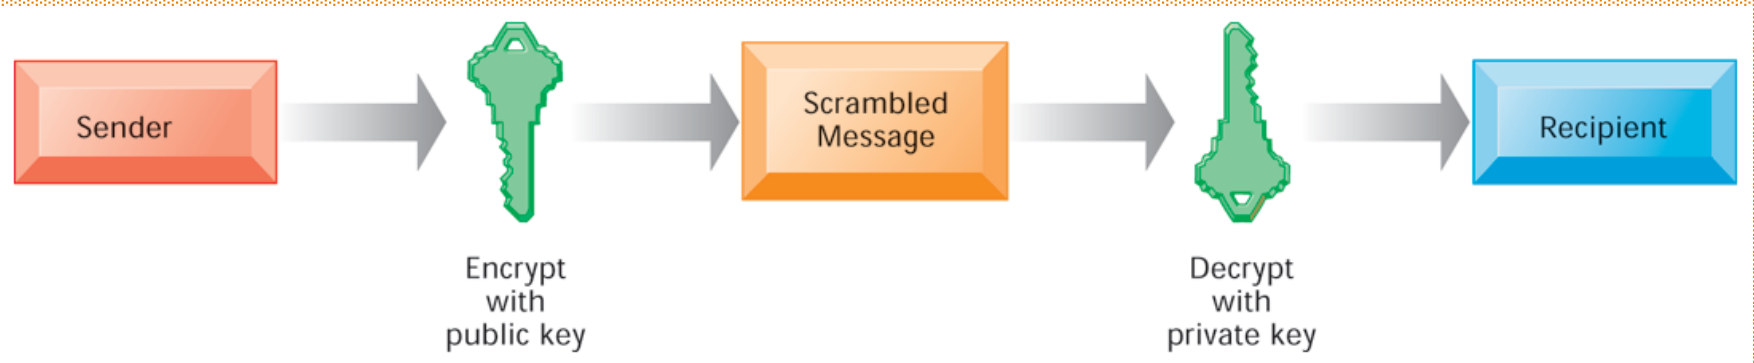 Sender
Encrypt
with
public key
Scrambled
Message
Decrypt
with
private key
Recipient